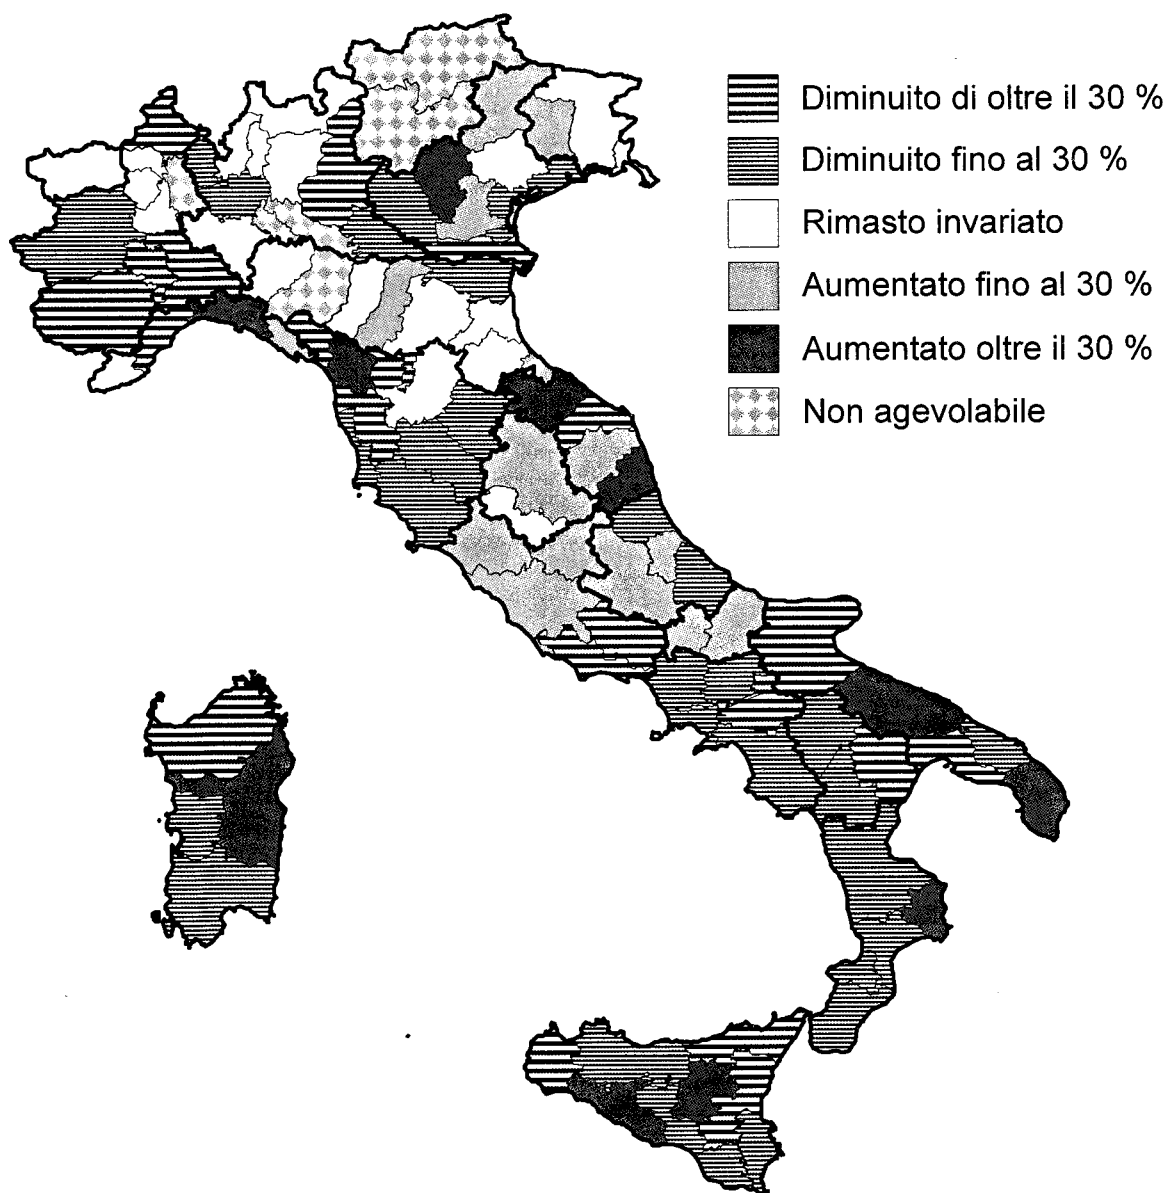 Diminuito di oltre il 30 %
Diminuito fino al 30 %
Rimasto invariato
Aumentato fino al 30 %
Aumentato oltre il 30 %
Non agevolabile